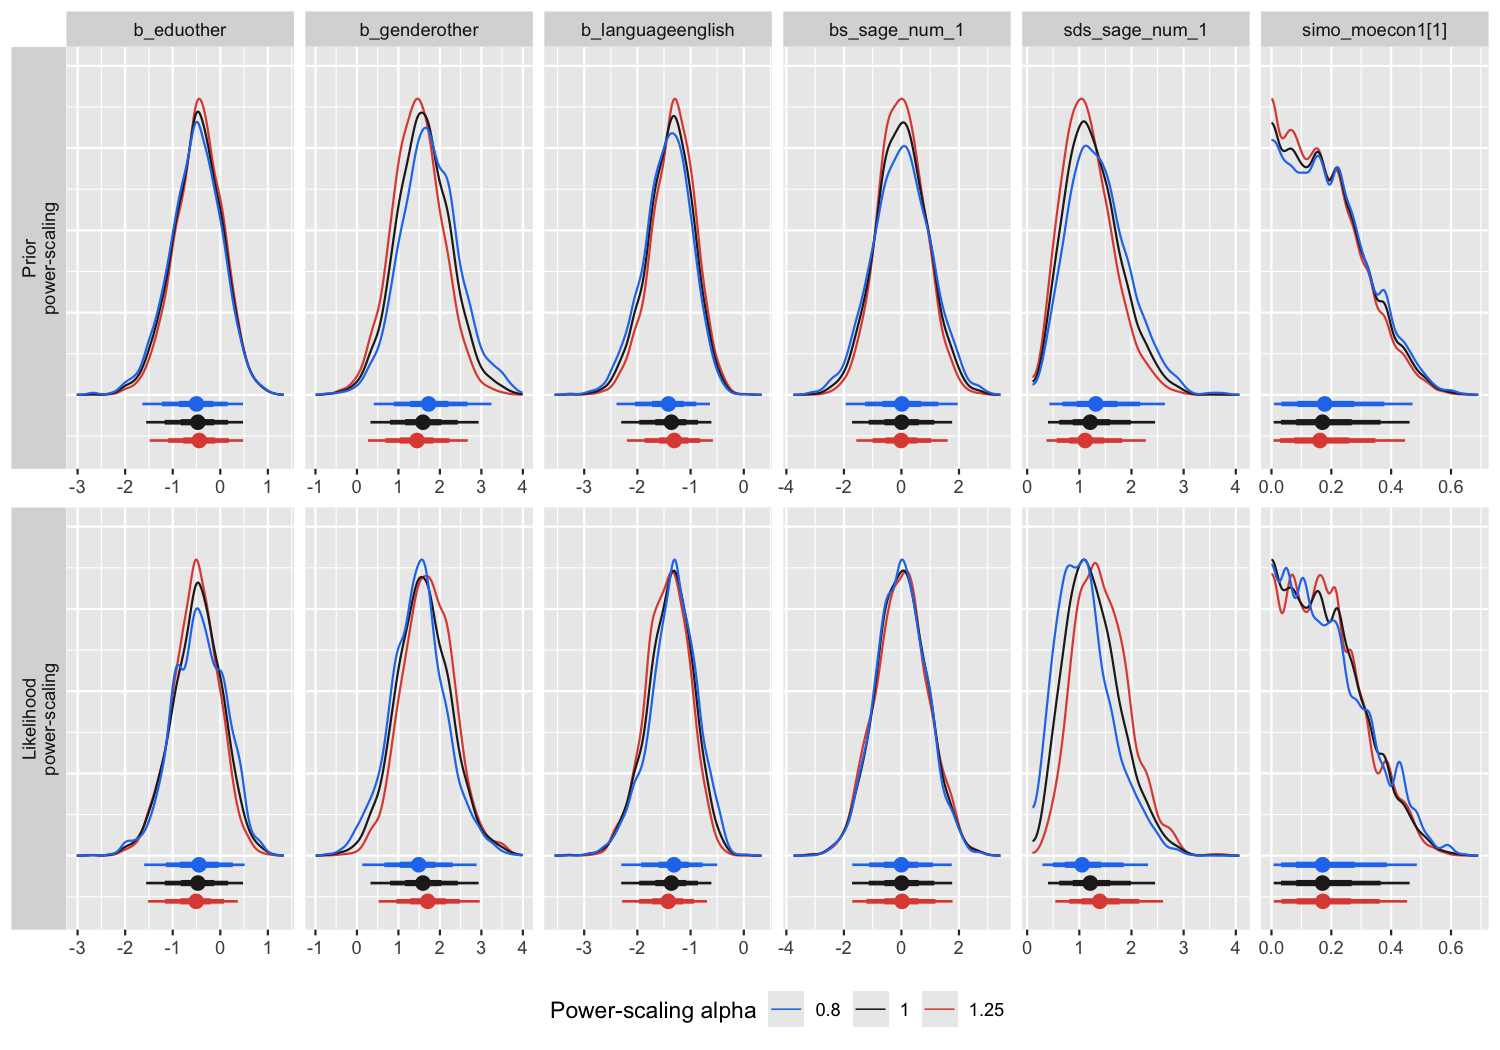 b_eduother b_genderother b_languageenglish bs_sage_num_1 sds_sage_num_1 simo_moecon1[1]
Prior
power-scaling
-3 -2 -1 0 1 -1 0 1 2 3 4 -3 -2 -1 0 -4 -2 0 2 0 1 2 3 4 0.0 0.2 0.4 0.6
Likelihood
power-scaling
-3 -2 -1 0 1 -1 0 1 2 3 4 -3 -2 -1 0 -4 -2 0 2 0 1 2 3 4 0.0 0.2 0.4 0.6
Power-scaling alpha 0.8 1 1.25